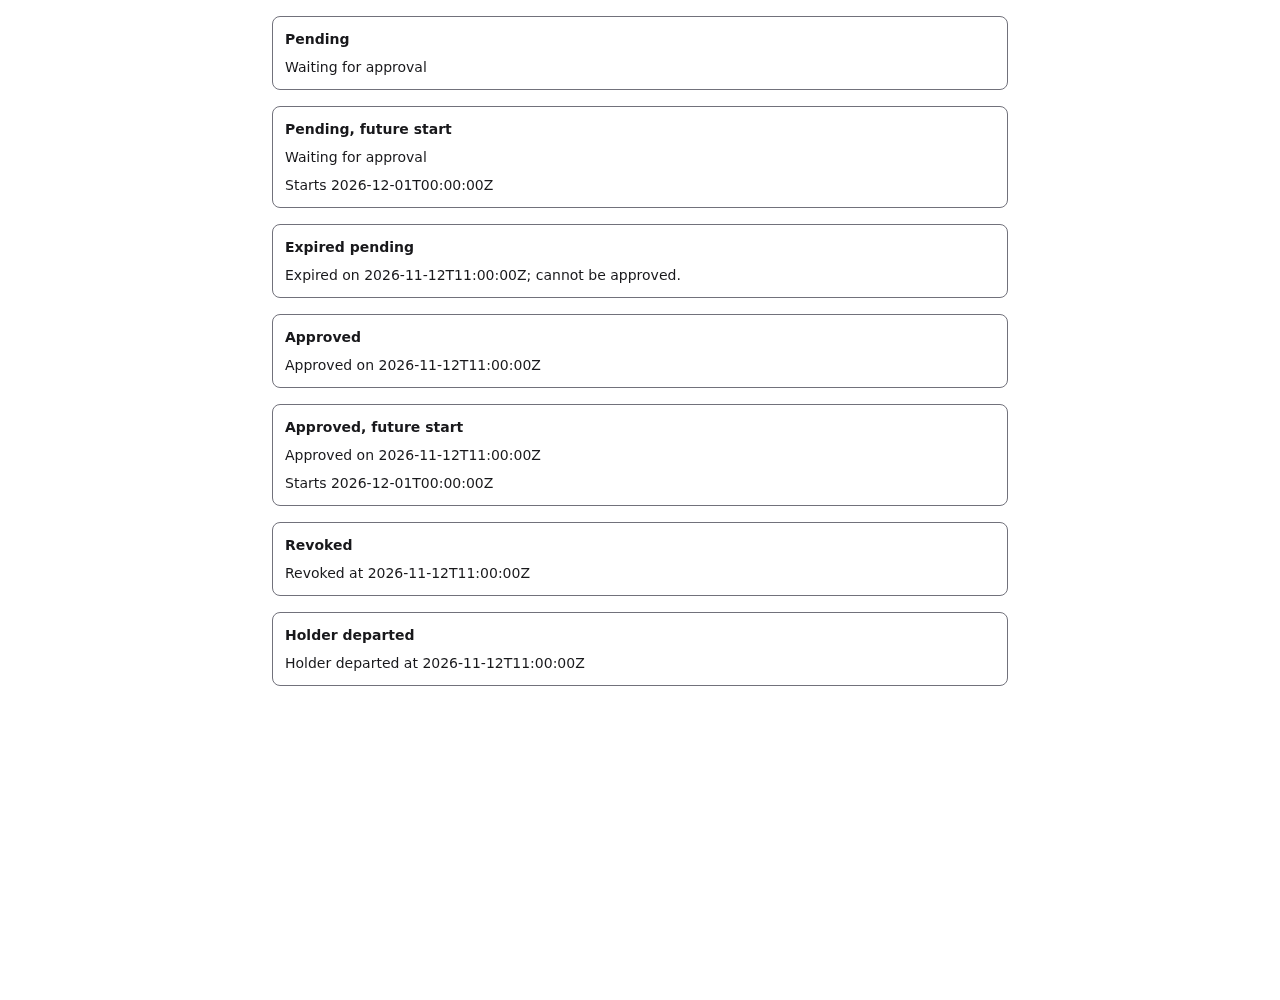 Pending
Waiting for approval
Pending, future start
Waiting for approval
Starts 2026-12-01T00:00:00Z
Expired pending
Expired on 2026-11-12T11:00:00Z; cannot be approved.
Approved
Approved on 2026-11-12T11:00:00Z
Approved, future start
Approved on 2026-11-12T11:00:00Z
Starts 2026-12-01T00:00:00Z
Revoked
Revoked at 2026-11-12T11:00:00Z
Holder departed
Holder departed at 2026-11-12T11:00:00Z